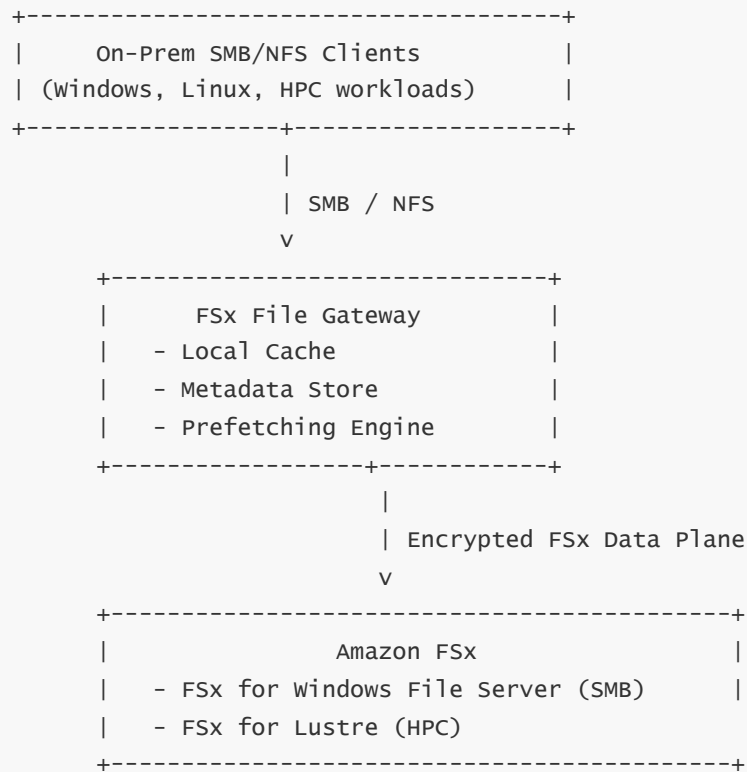 On-Prem SMB/NFS Clients
(Windows, Linux, HPC workloads)
SMB / NFS
v
FSx File Gateway
- Local Cache
- Metadata Store
- Prefetching Engine
Encrypted FSx Data Plane
v
Amazon FSx
- FSx for Windows File Server (SMB)
- FSx for Lustre (HPC)